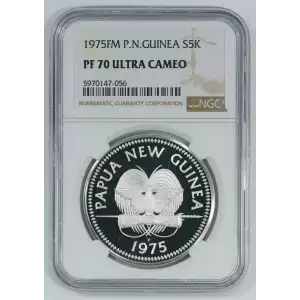 1975FM P.N.GUINEA S5K
PF 70 ULTRA CAMEO
5970147-056
NUMISMATIC GUARANTY CORPORATION
NGC
PAPUA NEW GUINEA
1975